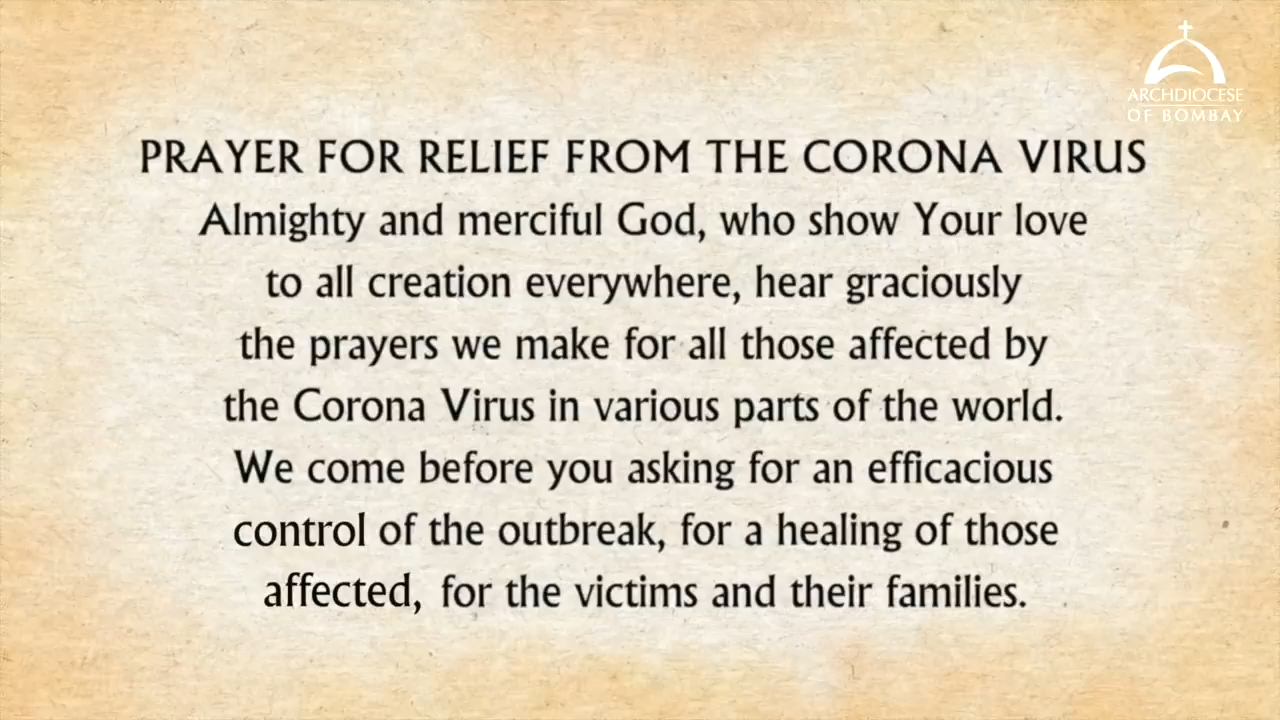 ARCHDIOCESE
OF BOMBAY
PRAYER FOR RELIEF FROM THE CORONA VIRUS
Almighty and merciful God, who show Your love
to all creation everywhere, hear graciously
the prayers we make for all those affected by
the Corona Virus in various parts of the world.
We come before you asking for an efficacious
control of the outbreak, for a healing of those
affected, for the victims and their families.